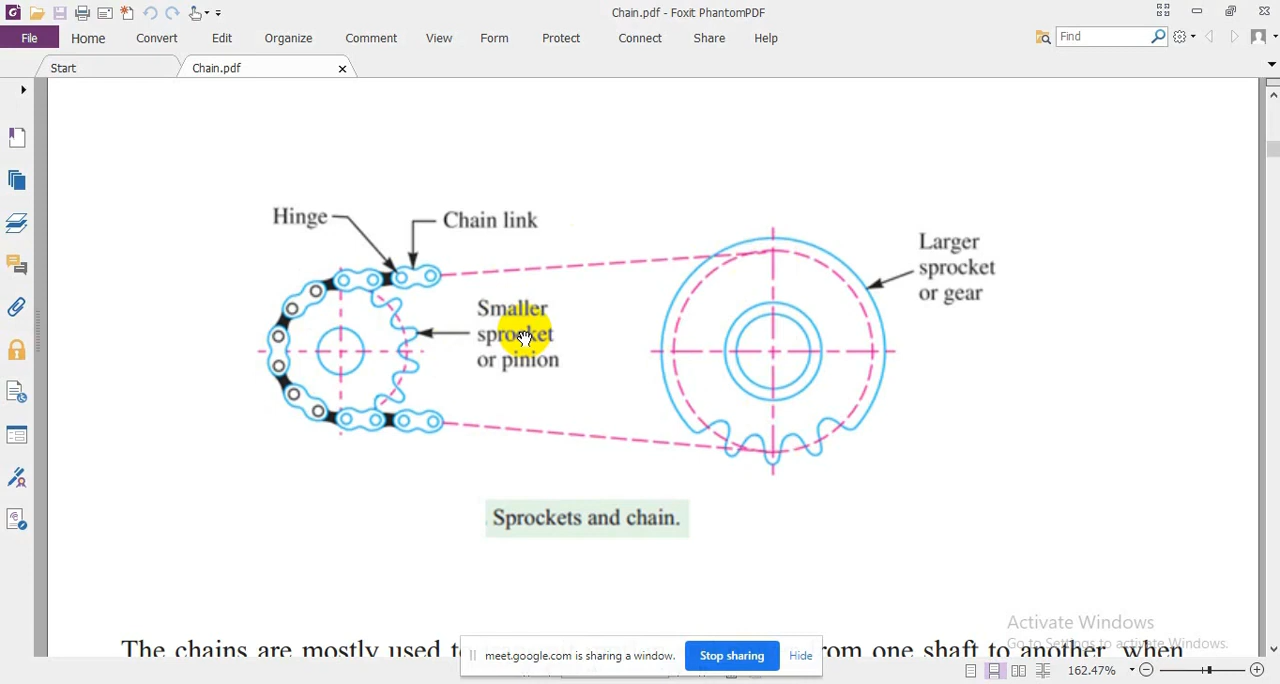 Chain.pdf - Foxit PhantomPDF
File Home Convert Edit Organize Comment View Form Protect Connect Share Help Find
Start Chain.pdf
Hinge
Chain link
Larger
sprocket
or gear
Smaller
sprocket
or pinion
Sprockets and chain.
Activate Windows
Go to Settings to activate Windows.
The chains are mostly used
rom one shaft to another, when
meet.google.com is sharing a window. Stop sharing Hide
162.47%